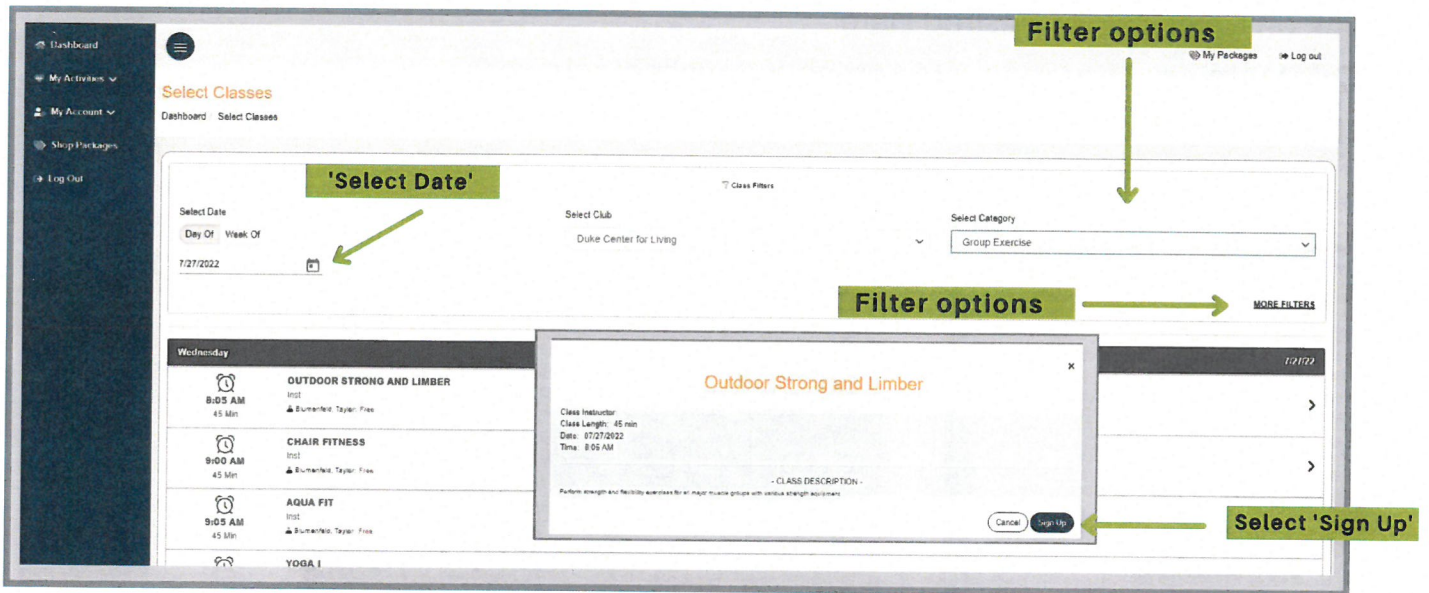 Filter options
Dashboard
My Packages
Log out
My Activities
Select Classes
My Account
Dashboard
Select Classes
Shop Packages
Log Out
'Select Date'
Class Filters
Select Date
Select Club
Select Category
Day Of
Week Of
Duke Center for Living
Group Exercise
7/27/2022
Filter options
MORE FILTERS
Wednesday
OUTDOOR STRONG AND LIMBER
Inst
8:05 AM
Blumenfeld, Taylor: Free
45 Min
CHAIR FITNESS
Inst
9:00 AM
Blumenfeld, Taylor: Free
45 Min
AQUA FIT
Inst
9:05 AM
Blumenfeld, Taylor: Free
45 Min
YOGA I
×
Outdoor Strong and Limber
Class Instructor
Class Length: 45 min
Date: 07/27/2022
Time: 8:05 AM
- CLASS DESCRIPTION -
Perform strength and flexibility exercises for all major muscle groups with various strength equipment
Cancel
Sign Up
Select 'Sign Up'